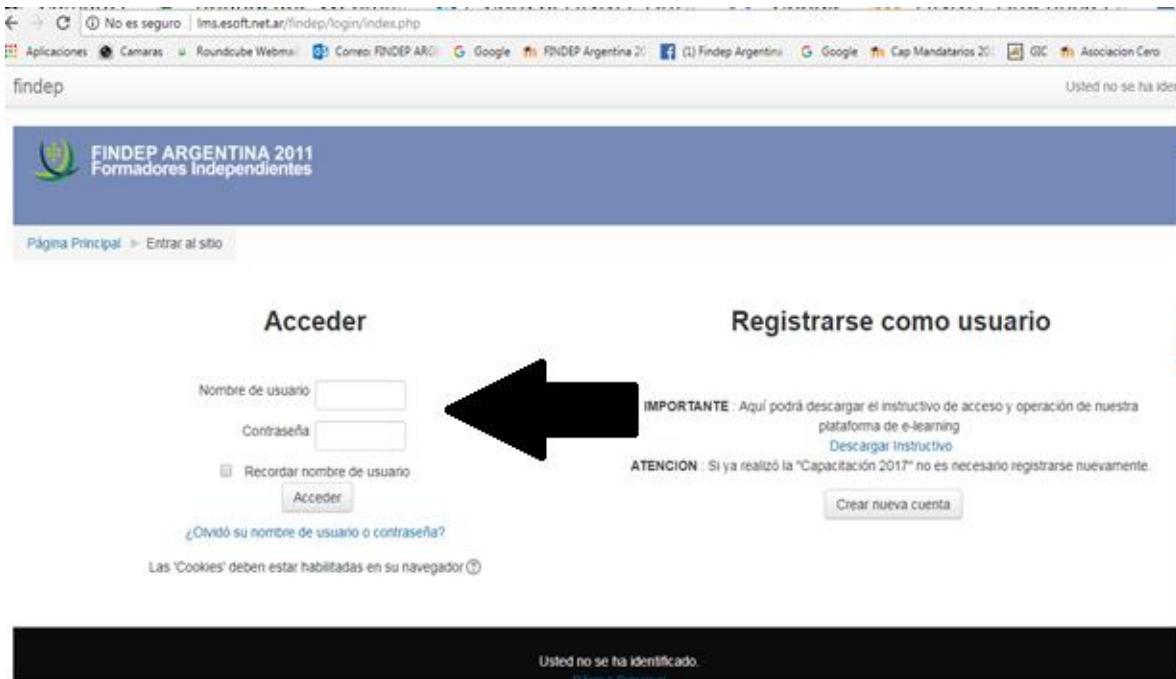 No es seguro | lms.esoft.net.ar/findep/login/index.php
Aplicaciones Camaras Roundcube Webma Correo: FINDEP ARG Google FINDEP Argentina 20 (1) Findep Argentina Google Cap Mandatarios 20 GIC Asociacion Cero
findep
Usted no se ha iden
FINDEP ARGENTINA 2011
Formadores Independientes
Página Principal Entrar al sitio
Acceder
Nombre de usuario
Contraseña
Recordar nombre de usuario
Acceder
¿Olvidó su nombre de usuario o contraseña?
Las 'Cookies' deben estar habilitadas en su navegador
Registrarse como usuario
IMPORTANTE : Aquí podrá descargar el instructivo de acceso y operación de nuestra
plataforma de e-learning
Descargar Instructivo
ATENCION : Si ya realizó la "Capacitación 2017" no es necesario registrarse nuevamente.
Crear nueva cuenta
Usted no se ha identificado.